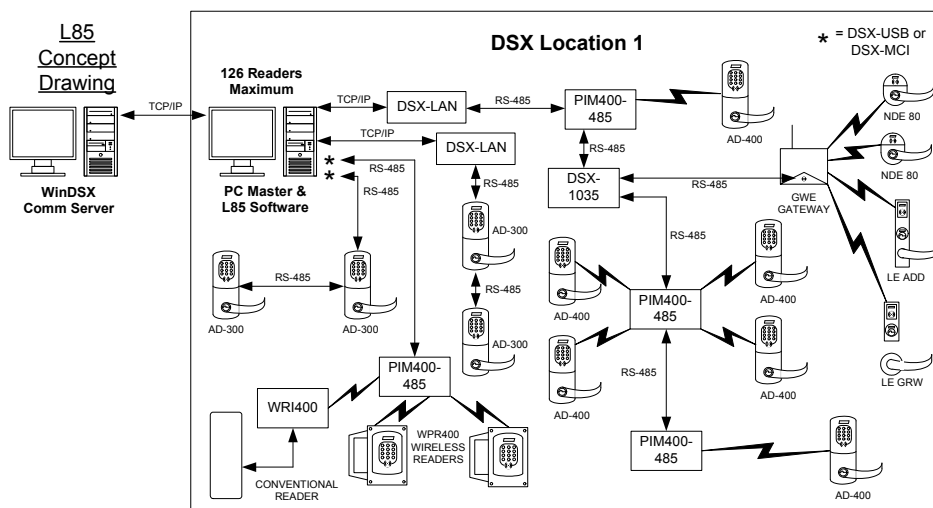 L85
Concept
Drawing
DSX Location 1
* = DSX-USB or
DSX-MCI
126 Readers
Maximum
TCP/IP
TCP/IP
DSX-LAN
RS-485
PIM400-
485
AD-400
NDE 80
TCP/IP
DSX-LAN
RS-485
NDE 80
*
RS-485
*
RS-485
WinDSX
Comm Server
PC Master &
L85 Software
RS-485
DSX-
1035
RS-485
GWE
GATEWAY
AD-300
RS-485
LE ADD
RS-485
AD-300
AD-300
RS-485
AD-400
AD-400
PIM400-
485
AD-300
AD-400
AD-400
LE GRW
PIM400-
485
RS-485
WRI400
WPR400
WIRELESS
READERS
PIM400-
485
CONVENTIONAL
READER
AD-400